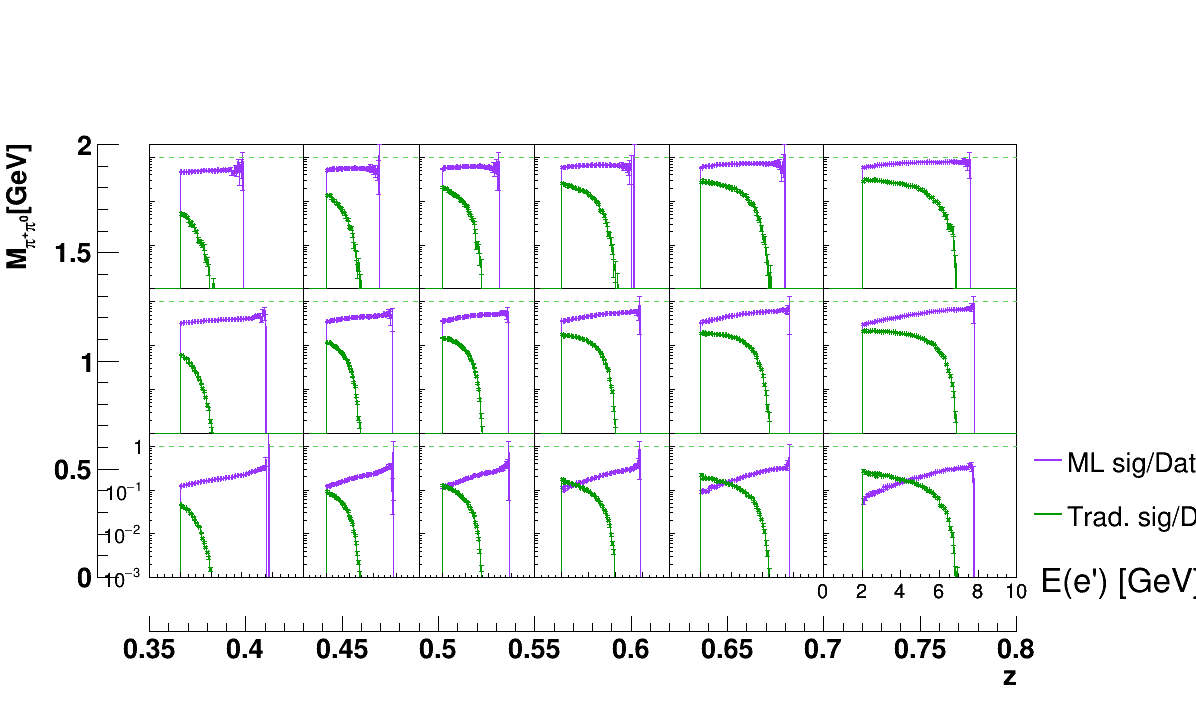 M_{π⁺π⁰}[GeV]
2
1.5
1
0.5
0
1
10⁻¹
10⁻²
10⁻³
ML sig/Dat
Trad. sig/D
0 2 4 6 8 10
E(e') [GeV]
0.35 0.4 0.45 0.5 0.55 0.6 0.65 0.7 0.75 0.8
z